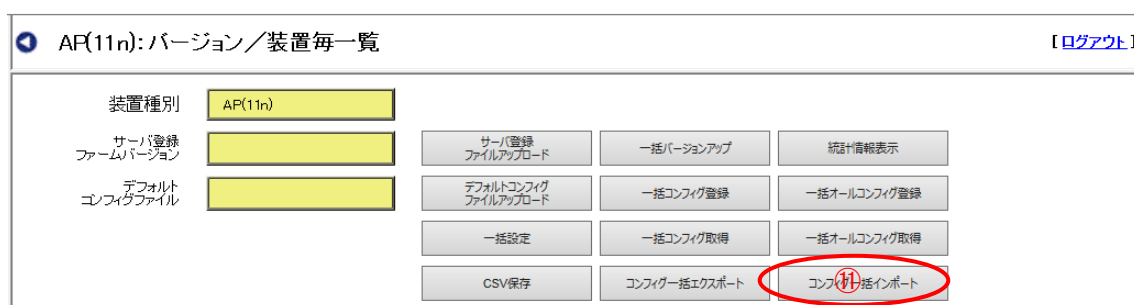 AP(11n):バージョン／装置毎一覧
[ログアウト]
装置種別
AP(11n)
サーバ登録
ファームバージョン
サーバ登録
ファイルアップロード
一括バージョンアップ
統計情報表示
デフォルト
コンフィグファイル
デフォルトコンフィグ
ファイルアップロード
一括コンフィグ登録
一括オールコンフィグ登録
一括設定
一括コンフィグ取得
一括オールコンフィグ取得
CSV保存
コンフィグ一括エクスポート
コンフィグ一括インポート
⑪